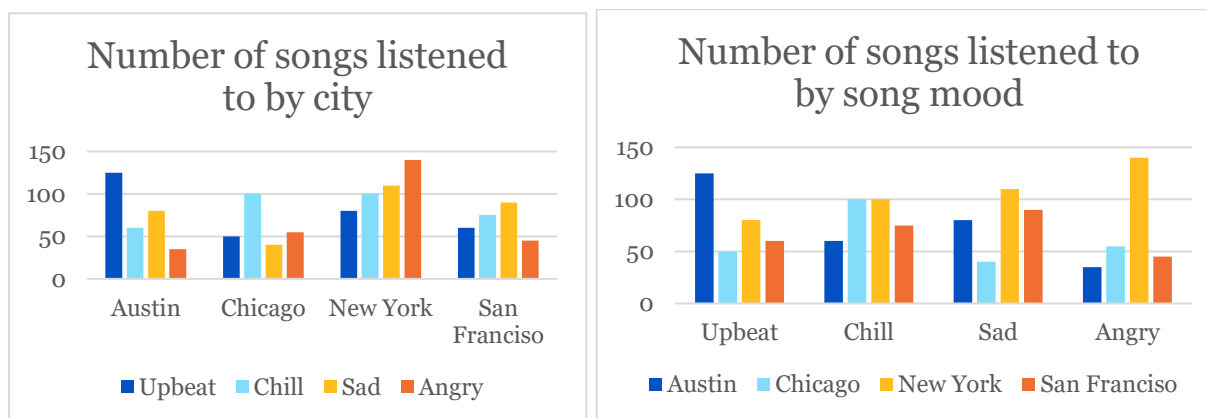 Number of songs listened
to by city
150
100
50
0
Austin Chicago New York San
Franciso
Upbeat Chill Sad Angry
Number of songs listened to
by song mood
150
100
50
0
Upbeat Chill Sad Angry
Austin Chicago New York San Franciso